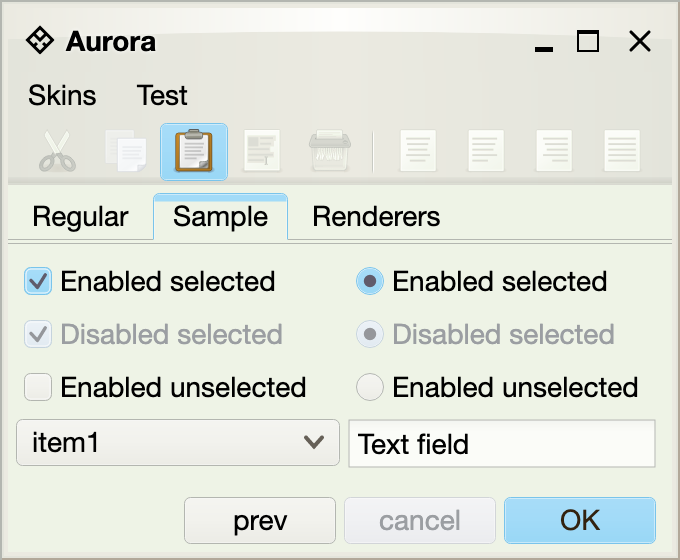 Aurora
Skins Test
Regular Sample Renderers
Enabled selected Enabled selected
Disabled selected Disabled selected
Enabled unselected Enabled unselected
item1 Text field
prev cancel OK